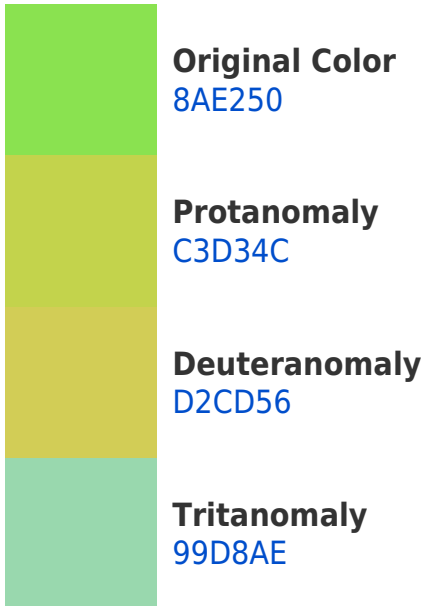 Original Color
8AE250
Protanomaly
C3D34C
Deuteranomaly
D2CD56
Tritanomaly
99D8AE